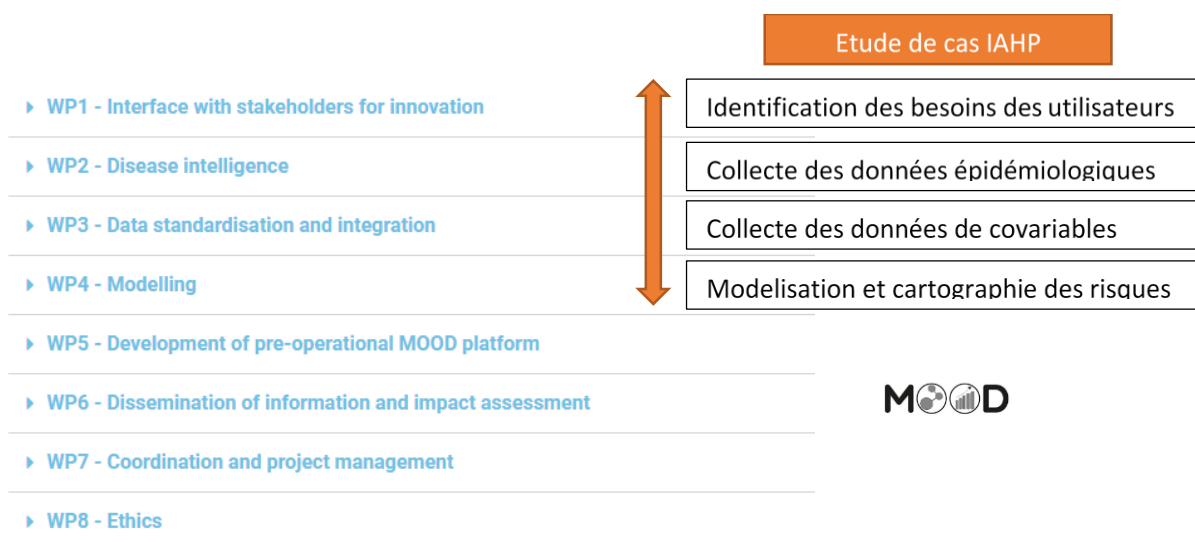 Etude de cas IAHP
WP1 - Interface with stakeholders for innovation
Identification des besoins des utilisateurs
WP2 - Disease intelligence
Collecte des données épidémiologiques
WP3 - Data standardisation and integration
Collecte des données de covariables
WP4 - Modelling
Modelisation et cartographie des risques
WP5 - Development of pre-operational MOOD platform
WP6 - Dissemination of information and impact assessment
MOOD
WP7 - Coordination and project management
WP8 - Ethics